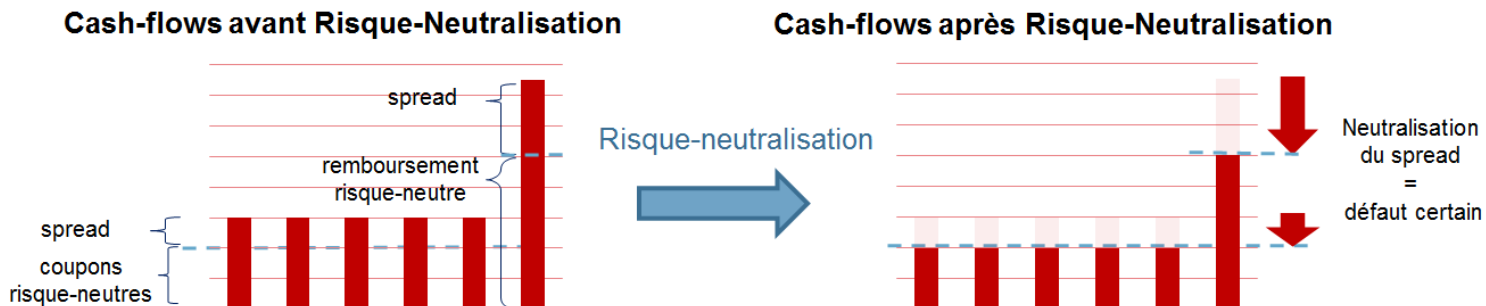 Cash-flows avant Risque-Neutralisation
spread
remboursement
risque-neutre
spread
coupons
risque-neutres
Risque-neutralisation
Cash-flows après Risque-Neutralisation
Neutralisation
du spread
=
défaut certain